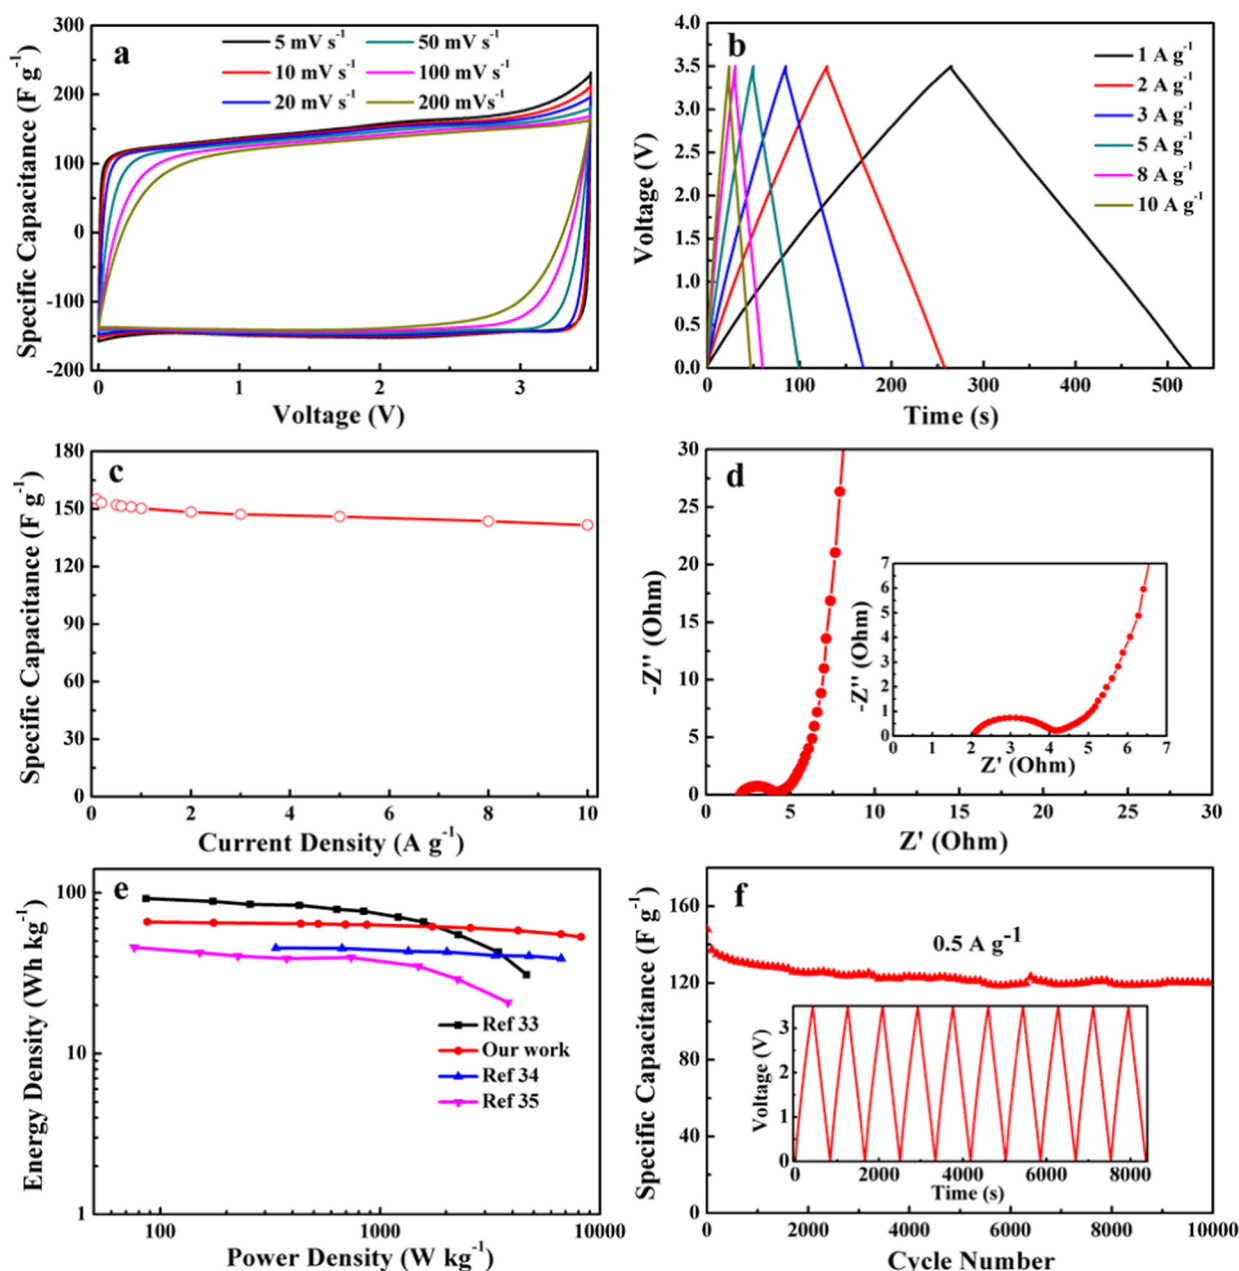 a
5 mV s⁻¹
50 mV s⁻¹
10 mV s⁻¹
100 mV s⁻¹
20 mV s⁻¹
200 mVs⁻¹
Specific Capacitance (F g⁻¹)
300
200
100
0
-100
-200
0 1 2 3
Voltage (V)
b
1 A g⁻¹
2 A g⁻¹
3 A g⁻¹
5 A g⁻¹
8 A g⁻¹
10 A g⁻¹
Voltage (V)
4.0
3.5
3.0
2.5
2.0
1.5
1.0
0.5
0.0
0 100 200 300 400 500
Time (s)
c
Specific Capacitance (F g⁻¹)
180
150
120
90
60
30
0
0 2 4 6 8 10
Current Density (A g⁻¹)
d
-Z'' (Ohm)
30
25
20
15
10
5
0
0 5 10 15 20 25 30
Z' (Ohm)
-Z'' (Ohm)
7
6
5
4
3
2
1
0
0 1 2 3 4 5 6 7
Z' (Ohm)
e
Energy Density (Wh kg⁻¹)
100
10
1
Ref 33
Our work
Ref 34
Ref 35
100 1000 10000
Power Density (W kg⁻¹)
f
0.5 A g⁻¹
Specific Capacitance (F g⁻¹)
160
120
80
40
0
0 2000 4000 6000 8000 10000
Cycle Number
Voltage (V)
3
2
1
0
0 2000 4000 6000 8000
Time (s)